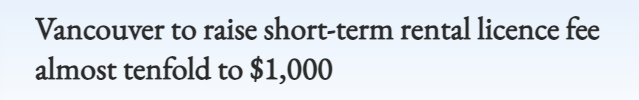 Vancouver to raise short-term rental licence fee
almost tenfold to $1,000